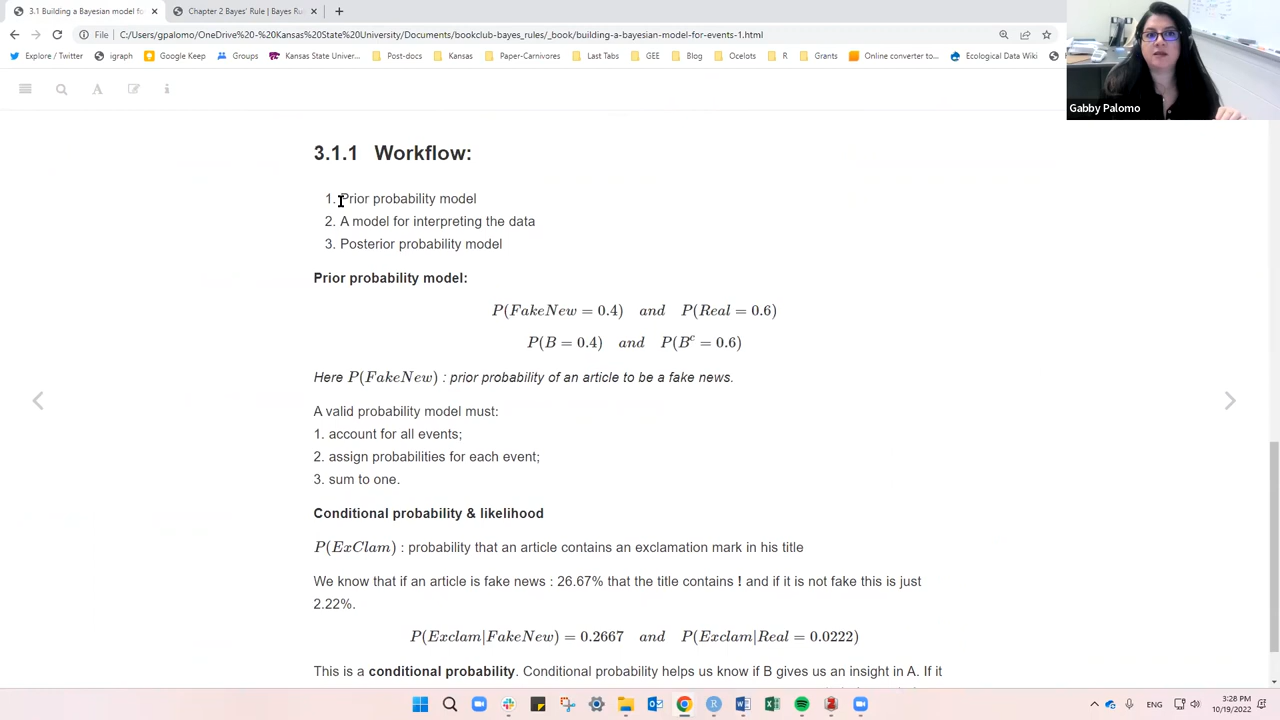 3.1 Building a Bayesian model for
Chapter 2 Bayes' Rule | Bayes Ru
File
C:/Users/gpalomo/OneDrive%20-%20Kansas%20State%20University/Documents/bookclub-bayes_rules/_book/building-a-bayesian-model-for-events-1.html
Explore / Twitter
igraph
Google Keep
Groups
Kansas State Univer...
Post-docs
Kansas
Paper-Carnivores
Last Tabs
GEE
Blog
Ocelots
R
Grants
Online converter to...
Ecological Data Wiki
Gabby Palomo
3.1.1 Workflow:
1. Prior probability model
2. A model for interpreting the data
3. Posterior probability model
Prior probability model:
P(FakeNew = 0.4) and P(Real = 0.6)
P(B = 0.4) and P(Bᶜ = 0.6)
Here P(FakeNew) : prior probability of an article to be a fake news.
A valid probability model must:
1. account for all events;
2. assign probabilities for each event;
3. sum to one.
Conditional probability & likelihood
P(ExClam) : probability that an article contains an exclamation mark in his title
We know that if an article is fake news : 26.67% that the title contains ! and if it is not fake this is just
2.22%.
P(Exclam|FakeNew) = 0.2667 and P(Exclam|Real = 0.0222)
This is a conditional probability. Conditional probability helps us know if B gives us an insight in A. If it
ENG
3:28 PM
10/19/2022